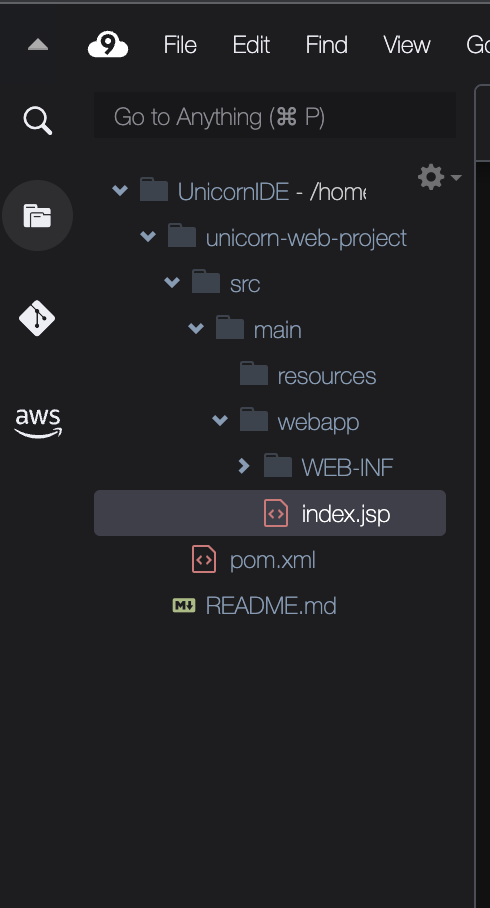 9 File Edit Find View Go
Go to Anything (⌘ P)
UnicornIDE - /home
unicorn-web-project
src
main
resources
webapp
WEB-INF
index.jsp
pom.xml
README.md
aws